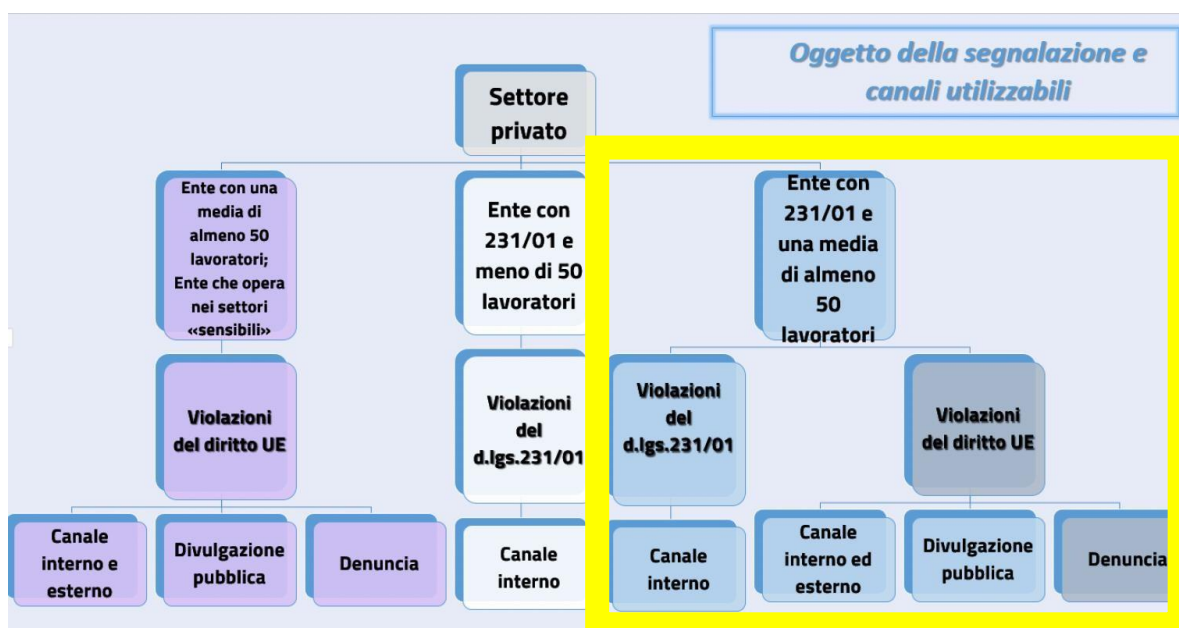 Oggetto della segnalazione e
canali utilizzabili
Settore
privato
Ente con una
media di
almeno 50
lavoratori;
Ente che opera
nei settori
«sensibili»
Ente con
231/01 e
meno di 50
lavoratori
Ente con
231/01 e
una media
di almeno
50
lavoratori
Violazioni
del diritto UE
Violazioni
del
d.lgs.231/01
Violazioni
del
d.lgs.231/01
Violazioni
del diritto UE
Canale
interno e
esterno
Divulgazione
pubblica
Denuncia
Canale
interno
Canale
interno
Canale
interno ed
esterno
Divulgazione
pubblica
Denuncia